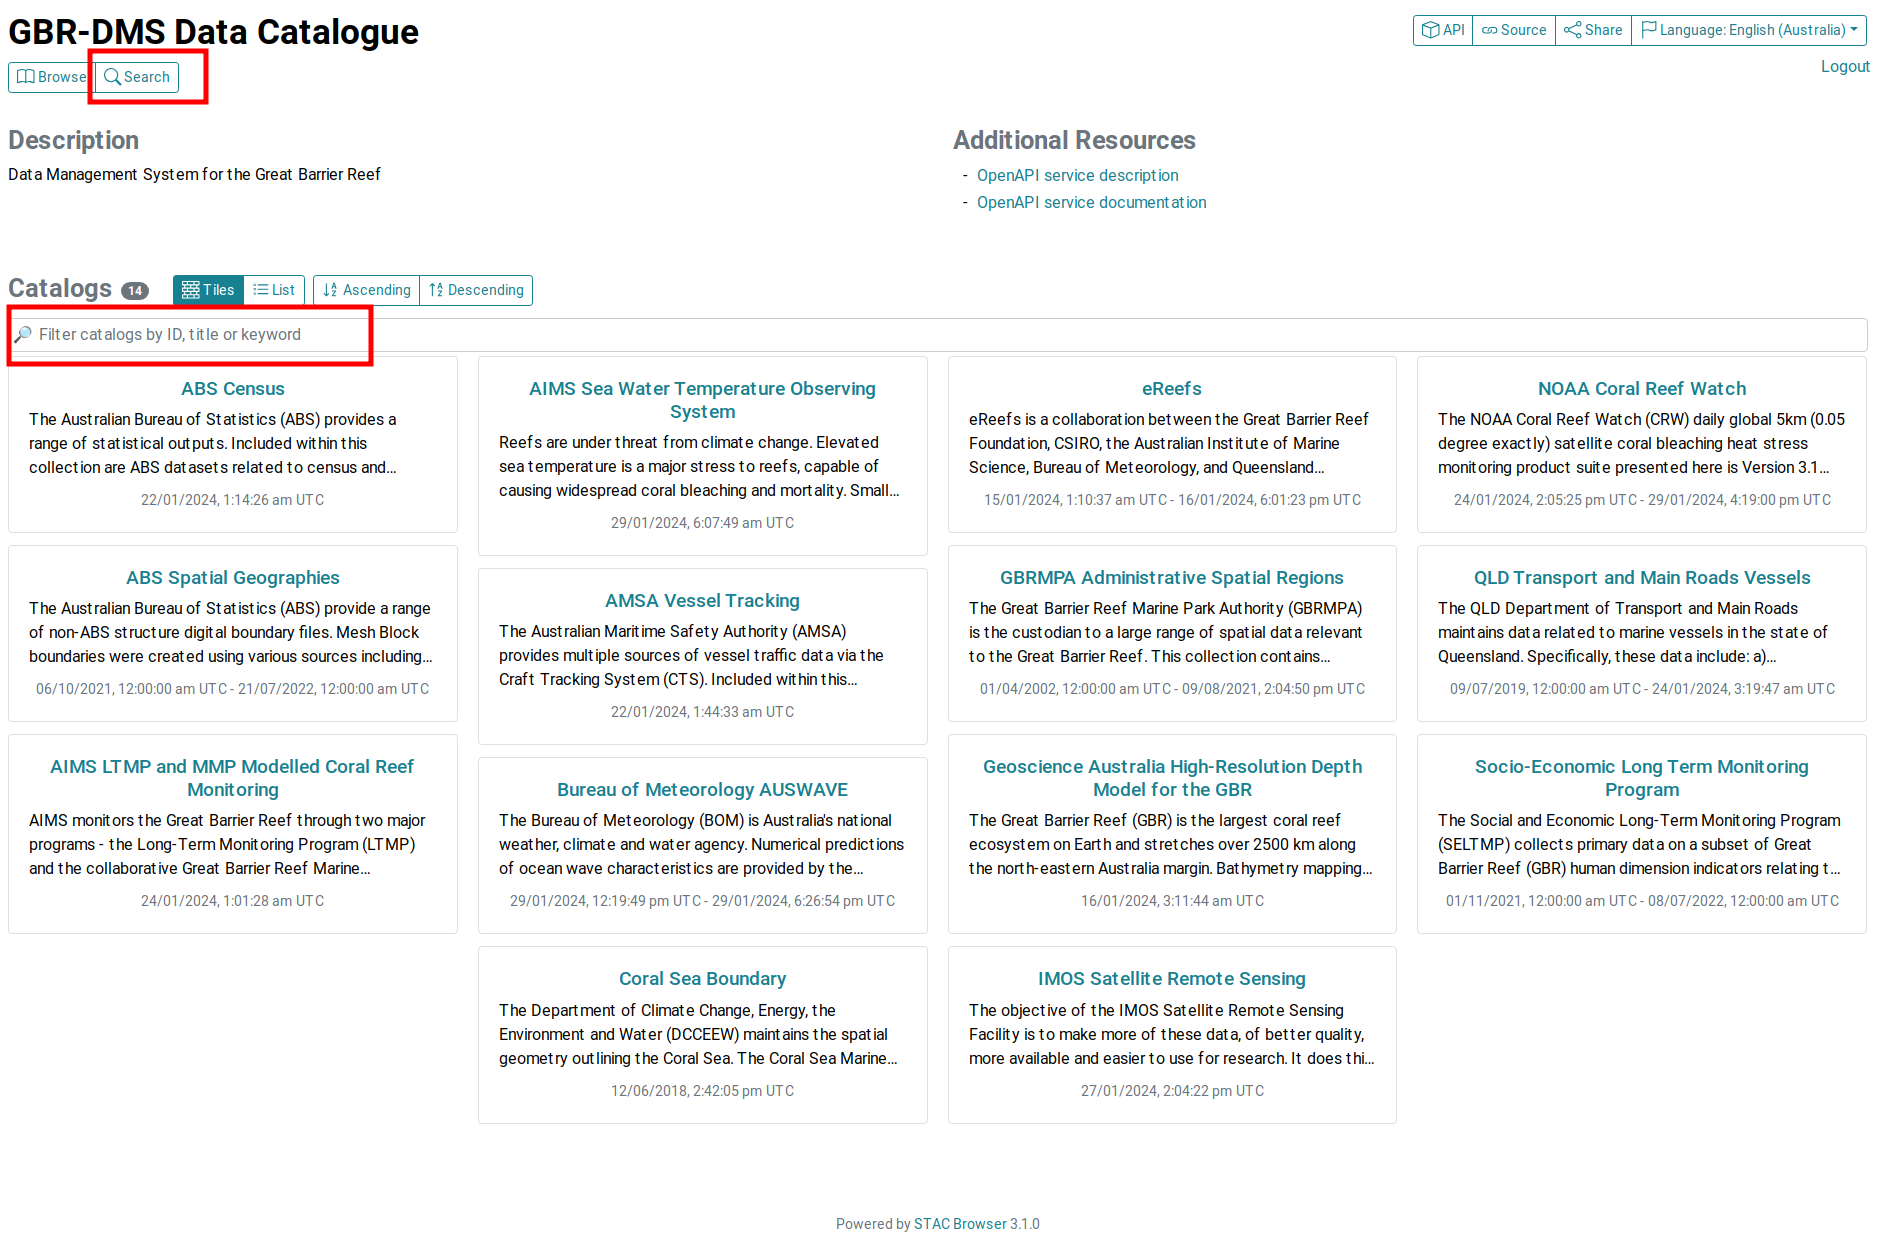 GBR-DMS Data Catalogue
API
Source
Share
Language: English (Australia)
Browse
Search
Logout
Description
Data Management System for the Great Barrier Reef
Additional Resources
- OpenAPI service description
- OpenAPI service documentation
Catalogs 14
Tiles
List
Ascending
Descending
Filter catalogs by ID, title or keyword
ABS Census
The Australian Bureau of Statistics (ABS) provides a
range of statistical outputs. Included within this
collection are ABS datasets related to census and...
22/01/2024, 1:14:26 am UTC
ABS Spatial Geographies
The Australian Bureau of Statistics (ABS) provide a range
of non-ABS structure digital boundary files. Mesh Block
boundaries were created using various sources including...
06/10/2021, 12:00:00 am UTC - 21/07/2022, 12:00:00 am UTC
AIMS LTMP and MMP Modelled Coral Reef
Monitoring
AIMS monitors the Great Barrier Reef through two major
programs - the Long-Term Monitoring Program (LTMP)
and the collaborative Great Barrier Reef Marine...
24/01/2024, 1:01:28 am UTC
AIMS Sea Water Temperature Observing
System
Reefs are under threat from climate change. Elevated
sea temperature is a major stress to reefs, capable of
causing widespread coral bleaching and mortality. Small...
29/01/2024, 6:07:49 am UTC
AMSA Vessel Tracking
The Australian Maritime Safety Authority (AMSA)
provides multiple sources of vessel traffic data via the
Craft Tracking System (CTS). Included within this...
22/01/2024, 1:44:33 am UTC
Bureau of Meteorology AUSWAVE
The Bureau of Meteorology (BOM) is Australia's national
weather, climate and water agency. Numerical predictions
of ocean wave characteristics are provided by the...
29/01/2024, 12:19:49 pm UTC - 29/01/2024, 6:26:54 pm UTC
Coral Sea Boundary
The Department of Climate Change, Energy, the
Environment and Water (DCCEEW) maintains the spatial
geometry outlining the Coral Sea. The Coral Sea Marine...
12/06/2018, 2:42:05 pm UTC
eReefs
eReefs is a collaboration between the Great Barrier Reef
Foundation, CSIRO, the Australian Institute of Marine
Science, Bureau of Meteorology, and Queensland...
15/01/2024, 1:10:37 am UTC - 16/01/2024, 6:01:23 pm UTC
GBRMPA Administrative Spatial Regions
The Great Barrier Reef Marine Park Authority (GBRMPA)
is the custodian to a large range of spatial data relevant
to the Great Barrier Reef. This collection contains...
01/04/2002, 12:00:00 am UTC - 09/08/2021, 2:04:50 pm UTC
Geoscience Australia High-Resolution Depth
Model for the GBR
The Great Barrier Reef (GBR) is the largest coral reef
ecosystem on Earth and stretches over 2500 km along
the north-eastern Australia margin. Bathymetry mapping...
16/01/2024, 3:11:44 am UTC
IMOS Satellite Remote Sensing
The objective of the IMOS Satellite Remote Sensing
Facility is to make more of these data, of better quality,
more available and easier to use for research. It does thi...
27/01/2024, 2:04:22 pm UTC
NOAA Coral Reef Watch
The NOAA Coral Reef Watch (CRW) daily global 5km (0.05
degree exactly) satellite coral bleaching heat stress
monitoring product suite presented here is Version 3.1...
24/01/2024, 2:05:25 pm UTC - 29/01/2024, 4:19:00 pm UTC
QLD Transport and Main Roads Vessels
The QLD Department of Transport and Main Roads
maintains data related to marine vessels in the state of
Queensland. Specifically, these data include: a)...
09/07/2019, 12:00:00 am UTC - 24/01/2024, 3:19:47 am UTC
Socio-Economic Long Term Monitoring
Program
The Social and Economic Long-Term Monitoring Program
(SELTMP) collects primary data on a subset of Great
Barrier Reef (GBR) human dimension indicators relating t...
01/11/2021, 12:00:00 am UTC - 08/07/2022, 12:00:00 am UTC
Powered by STAC Browser 3.1.0